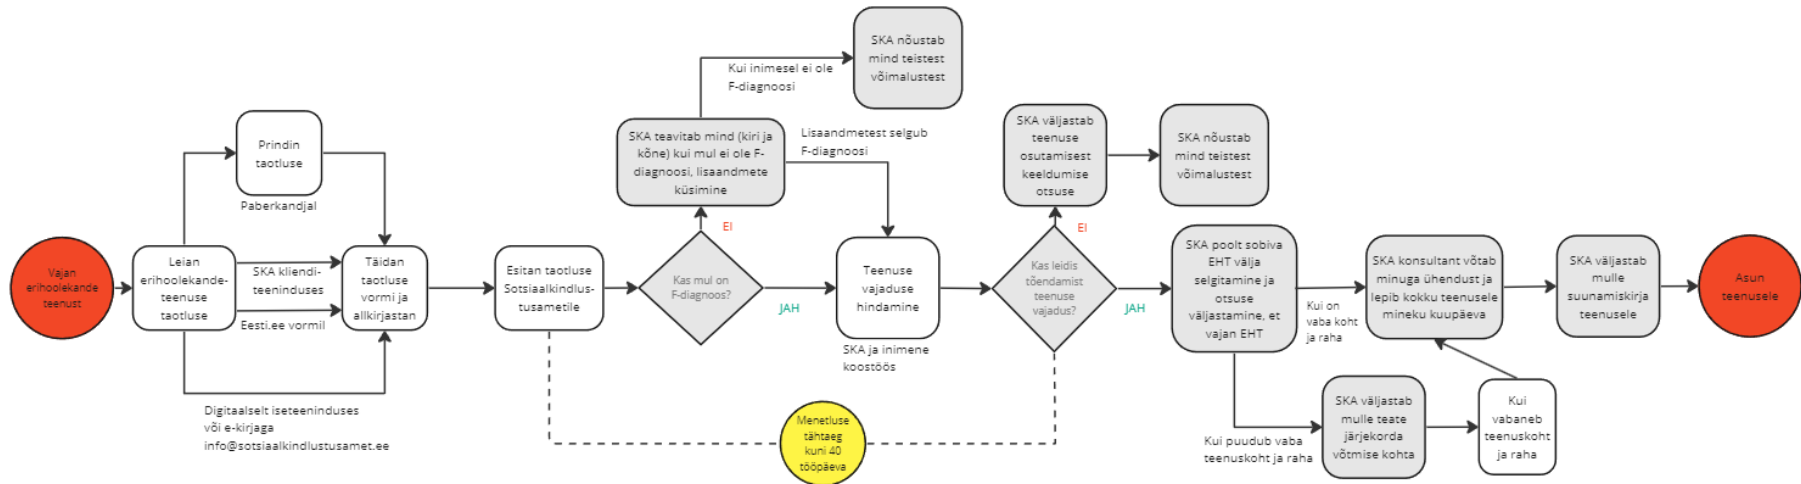 Vajan
erihoolekande
teenust
Leian
erihoolekande-
teenuse
taotluse
Prindin
taotluse
Paberkandjal
SKA kliendi-
teeninduses
Eesti.ee vormil
Digitaalselt iseteeninduses
või e-kirjaga
info@sotsiaalkindlustusamet.ee
Täidan
taotluse
vormi ja
allkirjastan
Esitan taotluse
Sotsiaalkindlus-
tusametile
Kas mul on
F-diagnoos?
EI
JAH
SKA teavitab mind (kiri ja
kõne) kui mul ei ole F-
diagnoosi, lisaandmete
küsimine
Kui inimesel ei ole
F-diagnoosi
SKA nõustab
mind teistest
võimalustest
Lisaandmetest selgub
F-diagnoosi
Teenuse
vajaduse
hindamine
SKA ja inimene
koostöös
Menetluse
tähtaeg
kuni 40
tööpäeva
Kas leidis
tõendamist
teenuse
vajadus?
EI
JAH
SKA väljastab
teenuse
osutamisest
keeldumise
otsuse
SKA nõustab
mind teistest
võimalustest
SKA poolt sobiva
EHT välja
selgitamine ja
otsuse
väljastamine, et
vajan EHT
Kui on
vaba koht
ja raha
Kui puudub vaba
teenuskoht ja raha
SKA väljastab
mulle teate
järjekorda
võtmise kohta
Kui
vabaneb
teenuskoht
ja raha
SKA konsultant võtab
minuga ühendust ja
lepib kokku teenusele
mineku kuupäeva
SKA väljastab
mulle
suunamiskirja
teenusele
Asun
teenusele